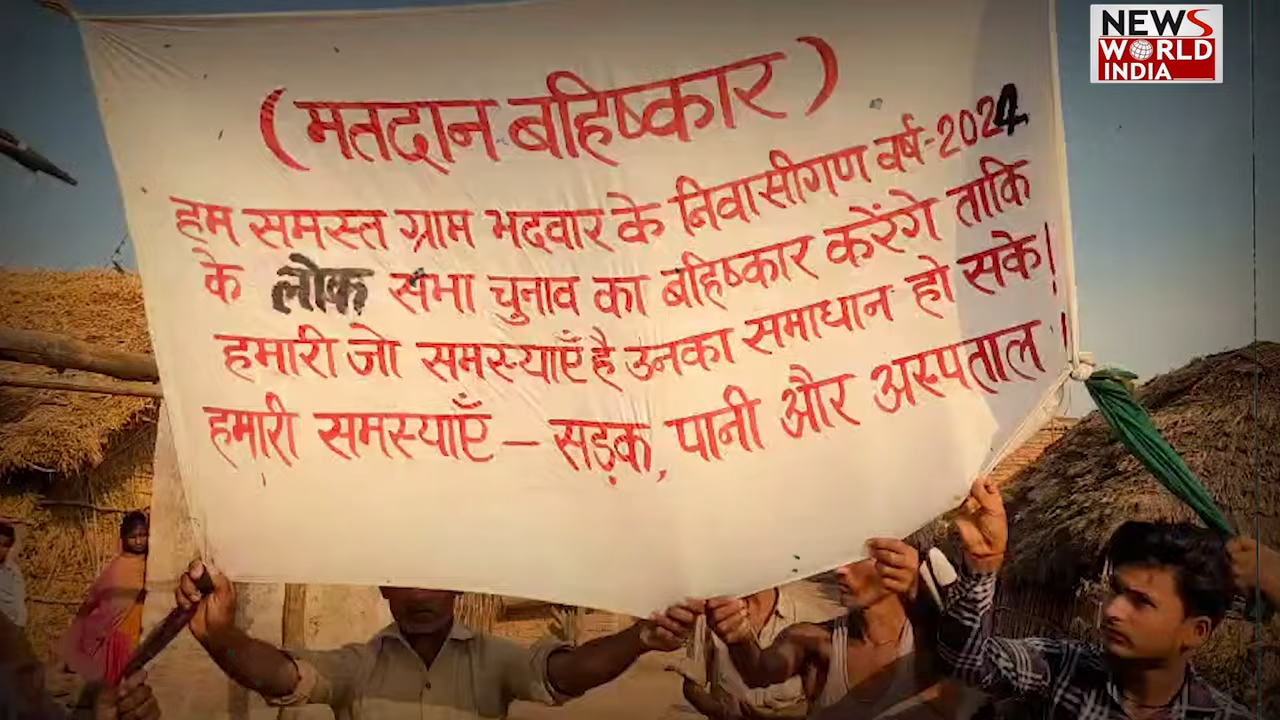 NEWS
WORLD
INDIA
(मतदान बहिष्कार)
हम समस्त ग्राम भदवार के निवासीगण वर्ष-2024
के लोक सभा चुनाव का बहिष्कार करेंगे ताकि
हमारी जो समस्याएँ है उनका समाधान हो सके!
हमारी समस्याएँ – सड़क, पानी और अस्पताल !